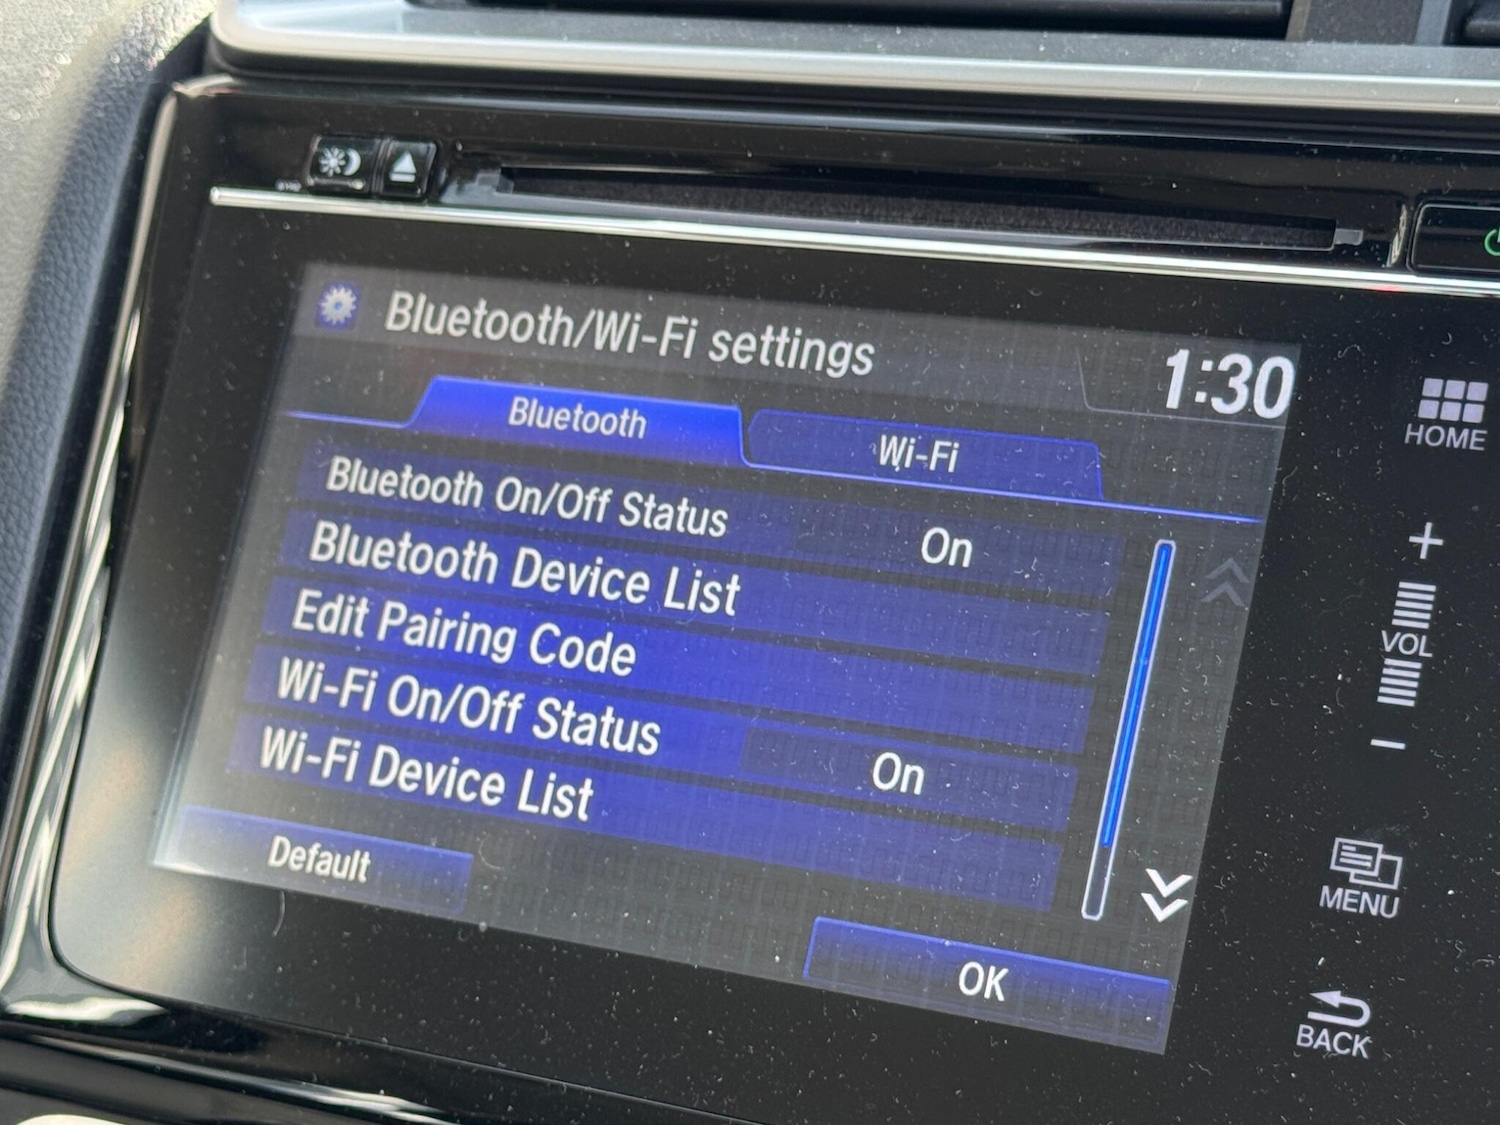 Bluetooth/Wi-Fi settings
1:30
Bluetooth
Wi-Fi
Bluetooth On/Off Status On
Bluetooth Device List
Edit Pairing Code
Wi-Fi On/Off Status On
Wi-Fi Device List
Default
OK
HOME
+
VOL
−
MENU
BACK